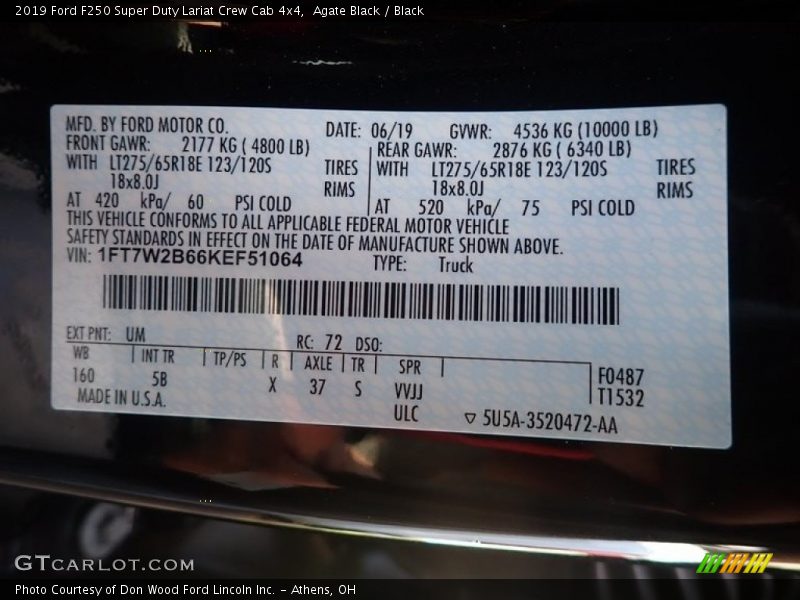 2019 Ford F250 Super Duty Lariat Crew Cab 4x4,  Agate Black / Black
MFD. BY FORD MOTOR CO. DATE: 06/19 GVWR: 4536 KG (10000 LB)
FRONT GAWR: 2177 KG ( 4800 LB) REAR GAWR: 2876 KG ( 6340 LB)
WITH LT275/65R18E 123/120S TIRES WITH LT275/65R18E 123/120S TIRES
18x8.0J RIMS 18x8.0J RIMS
AT 420 kPa/ 60 PSI COLD AT 520 kPa/ 75 PSI COLD
THIS VEHICLE CONFORMS TO ALL APPLICABLE FEDERAL MOTOR VEHICLE
SAFETY STANDARDS IN EFFECT ON THE DATE OF MANUFACTURE SHOWN ABOVE.
VIN: 1FT7W2B66KEF51064 TYPE: Truck
EXT PNT: UM RC: 72 DSO:
WB INT TR TP/PS R AXLE TR SPR
160 5B X 37 S VVJJ F0487
MADE IN U.S.A. ULC T1532
5U5A-3520472-AA
GTCARLOT.COM
Photo Courtesy of Don Wood Ford Lincoln Inc. - Athens, OH